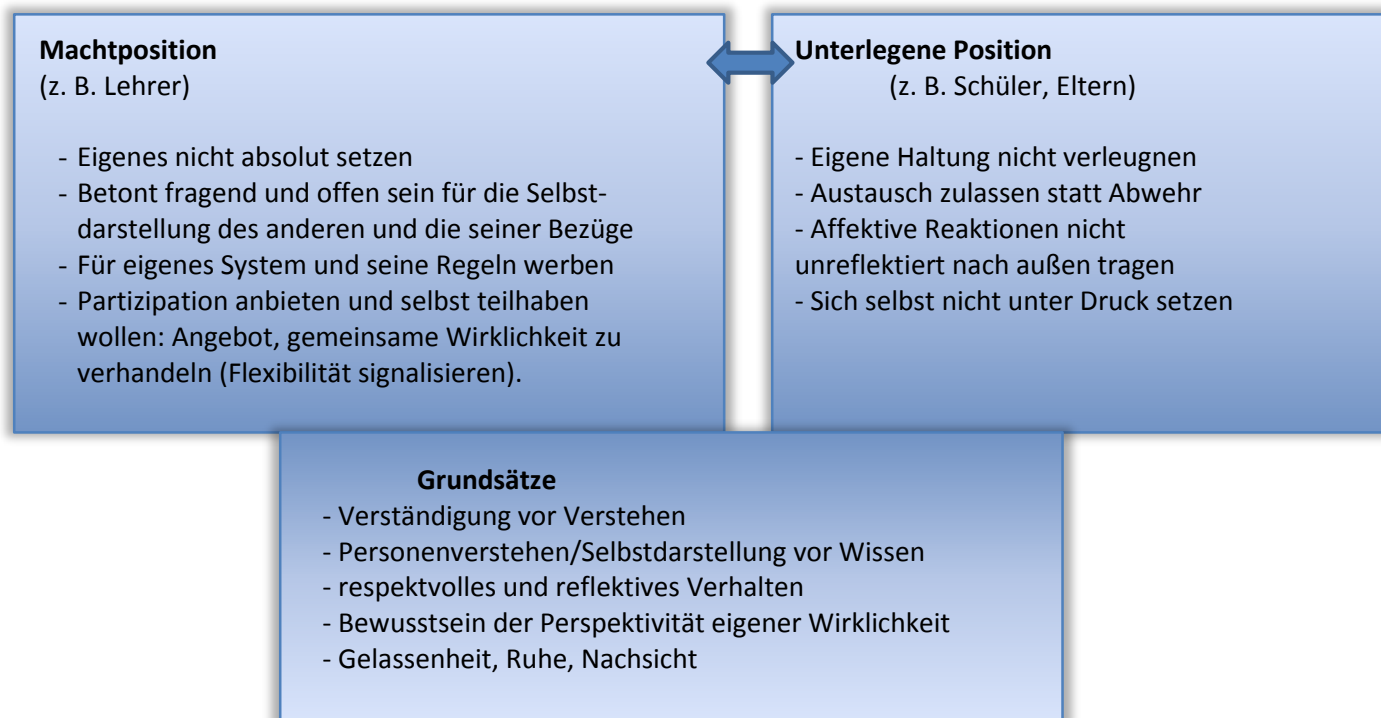 Machtposition
(z. B. Lehrer)
- Eigenes nicht absolut setzen
- Betont fragend und offen sein für die Selbst-
darstellung des anderen und die seiner Bezüge
- Für eigenes System und seine Regeln werben
- Partizipation anbieten und selbst teilhaben
wollen: Angebot, gemeinsame Wirklichkeit zu
verhandeln (Flexibilität signalisieren).
Unterlegene Position
(z. B. Schüler, Eltern)
- Eigene Haltung nicht verleugnen
- Austausch zulassen statt Abwehr
- Affektive Reaktionen nicht
unreflektiert nach außen tragen
- Sich selbst nicht unter Druck setzen
Grundsätze
- Verständigung vor Verstehen
- Personenverstehen/Selbstdarstellung vor Wissen
- respektvolles und reflektives Verhalten
- Bewusstsein der Perspektivität eigener Wirklichkeit
- Gelassenheit, Ruhe, Nachsicht